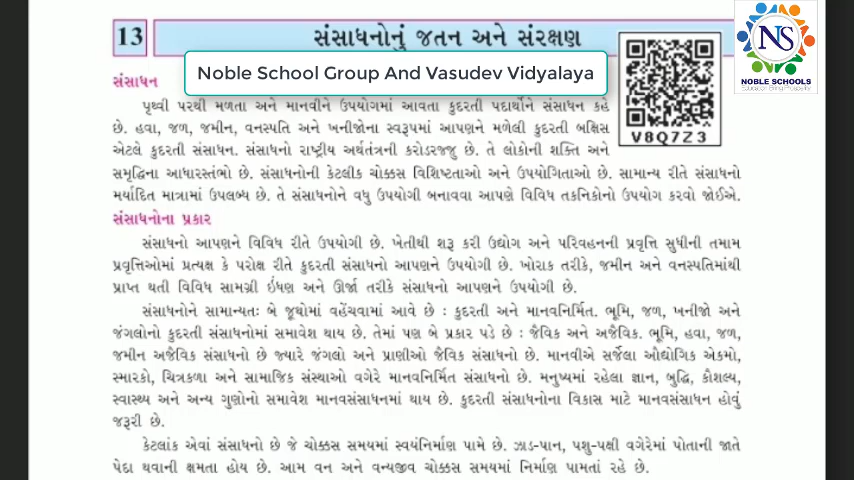 13
સંસાધનોનું જતન અને સંરક્ષણ
NS
NOBLE SCHOOLS
Noble School Group And Vasudev Vidyalaya
V8Q7Z3
સંસાધન
પૃથ્વી પરથી મળતા અને માનવીને ઉપયોગમાં આવતા કુદરતી પદાર્થોને સંસાધન કહે
છે. હવા, જળ, જમીન, વનસ્પતિ અને ખનીજોના સ્વરૂપમાં આપણને મળેલી કુદરતી બક્ષિસ
એટલે કુદરતી સંસાધન. સંસાધનો રાષ્ટ્રીય અર્થતંત્રની કરોડરજ્જુ છે. તે લોકોની શક્તિ અને
સમૃદ્ધિના આધારસ્તંભો છે. સંસાધનોની કેટલીક ચોક્કસ વિશિષ્ટતાઓ અને ઉપયોગિતાઓ છે. સામાન્ય રીતે સંસાધનો
મર્યાદિત માત્રામાં ઉપલબ્ધ છે. તે સંસાધનોને વધુ ઉપયોગી બનાવવા આપણે વિવિધ તકનિકોનો ઉપયોગ કરવો જોઈએ.
સંસાધનોના પ્રકાર
સંસાધનો આપણને વિવિધ રીતે ઉપયોગી છે. ખેતીથી શરૂ કરી ઉદ્યોગ અને પરિવહનની પ્રવૃત્તિ સુધીની તમામ
પ્રવૃત્તિઓમાં પ્રત્યક્ષ કે પરોક્ષ રીતે કુદરતી સંસાધનો આપણને ઉપયોગી છે. ખોરાક તરીકે, જમીન અને વનસ્પતિમાંથી
પ્રાપ્ત થતી વિવિધ સામગ્રી ઇંધણ અને ઊર્જા તરીકે સંસાધનો આપણને ઉપયોગી છે.
સંસાધનોને સામાન્યતઃ બે જૂથોમાં વહેંચવામાં આવે છે : કુદરતી અને માનવનિર્મિત. ભૂમિ, જળ, ખનીજો અને
જંગલોનો કુદરતી સંસાધનોમાં સમાવેશ થાય છે. તેમાં પણ બે પ્રકાર પડે છે : જૈવિક અને અજૈવિક. ભૂમિ, હવા, જળ,
જમીન અજૈવિક સંસાધનો છે જ્યારે જંગલો અને પ્રાણીઓ જૈવિક સંસાધનો છે. માનવીએ સર્જેલા ઔદ્યોગિક એકમો,
સ્મારકો, ચિત્રકળા અને સામાજિક સંસ્થાઓ વગેરે માનવનિર્મિત સંસાધનો છે. મનુષ્યમાં રહેલા જ્ઞાન, બુદ્ધિ, કૌશલ્ય,
સ્વાસ્થ્ય અને અન્ય ગુણોનો સમાવેશ માનવસંસાધનમાં થાય છે. કુદરતી સંસાધનોના વિકાસ માટે માનવસંસાધન હોવું
જરૂરી છે.
કેટલાંક એવાં સંસાધનો છે જે ચોક્કસ સમયમાં સ્વયંનિર્માણ પામે છે. ઝાડ-પાન, પશુ-પક્ષી વગેરેમાં પોતાની જાતે
પેદા થવાની ક્ષમતા હોય છે. આમ વન અને વન્યજીવ ચોક્કસ સમયમાં નિર્માણ પામતાં રહે છે.